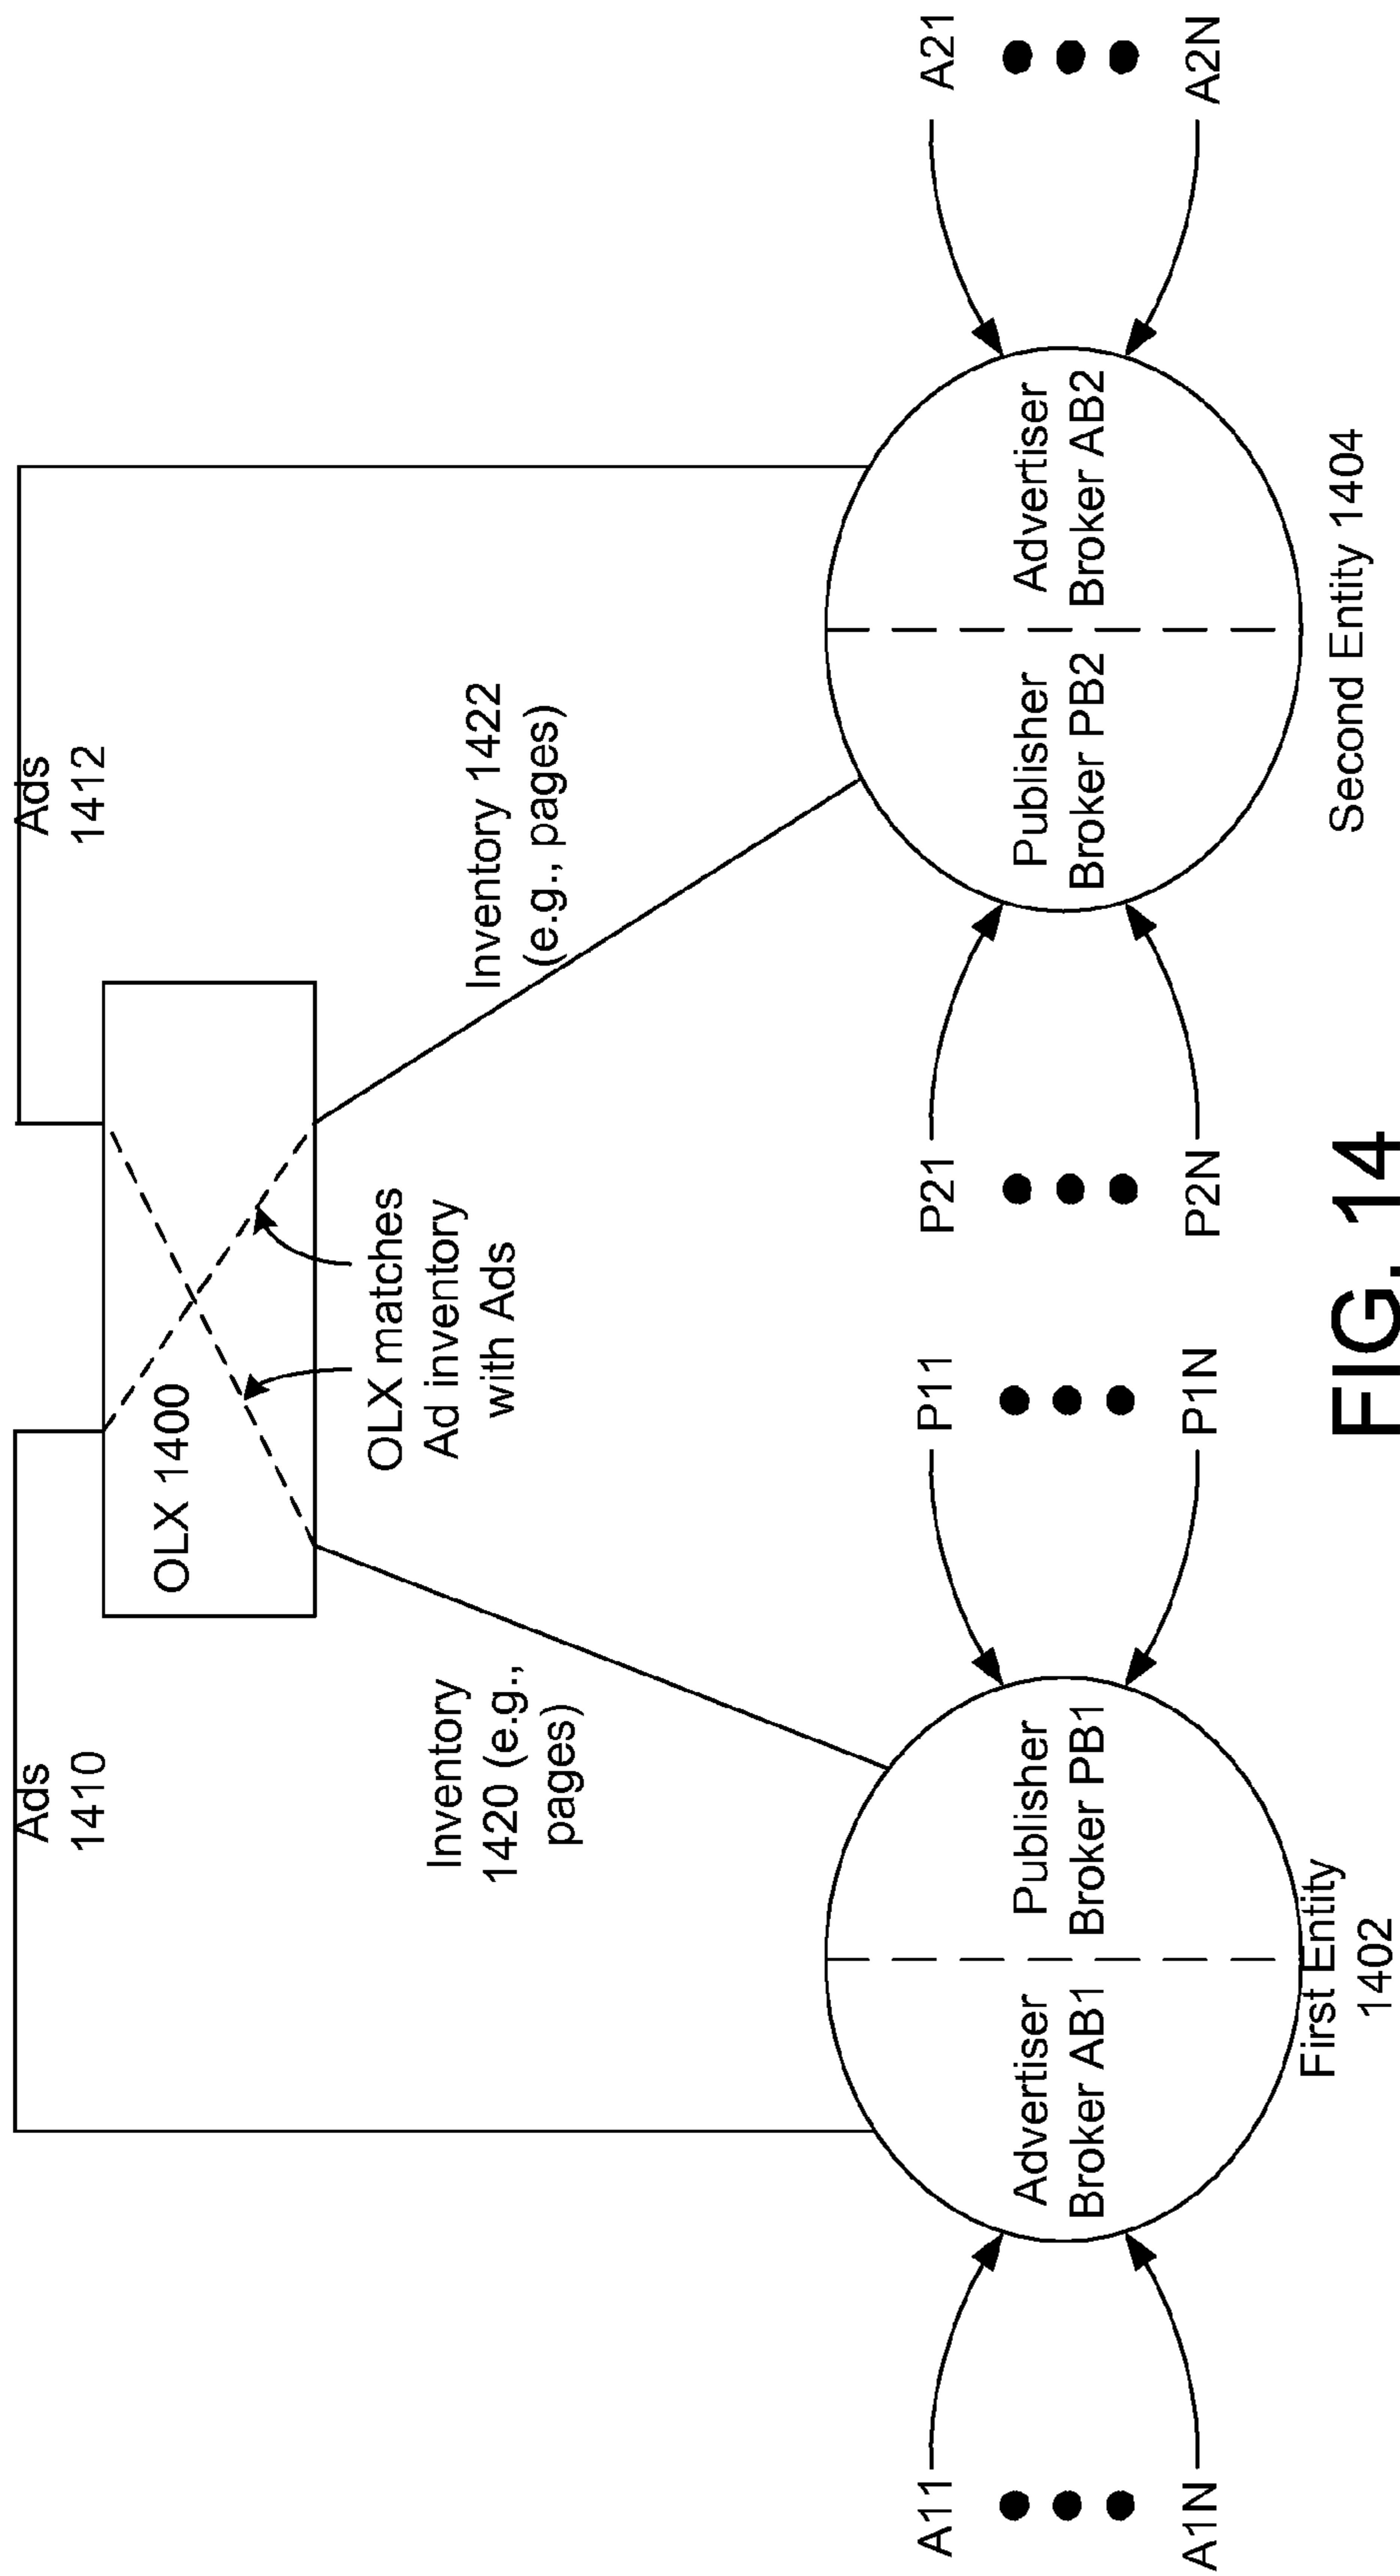 Ads
1410
Ads
1412
OLX 1400
OLX matches
Ad inventory
with Ads
Inventory
1420 (e.g.,
pages)
Inventory 1422
(e.g., pages)
A11
A1N
Advertiser
Broker AB1
Publisher
Broker PB1
First Entity
1402
P11
P1N
P21
P2N
Publisher
Broker PB2
Advertiser
Broker AB2
Second Entity 1404
A21
A2N
FIG. 14